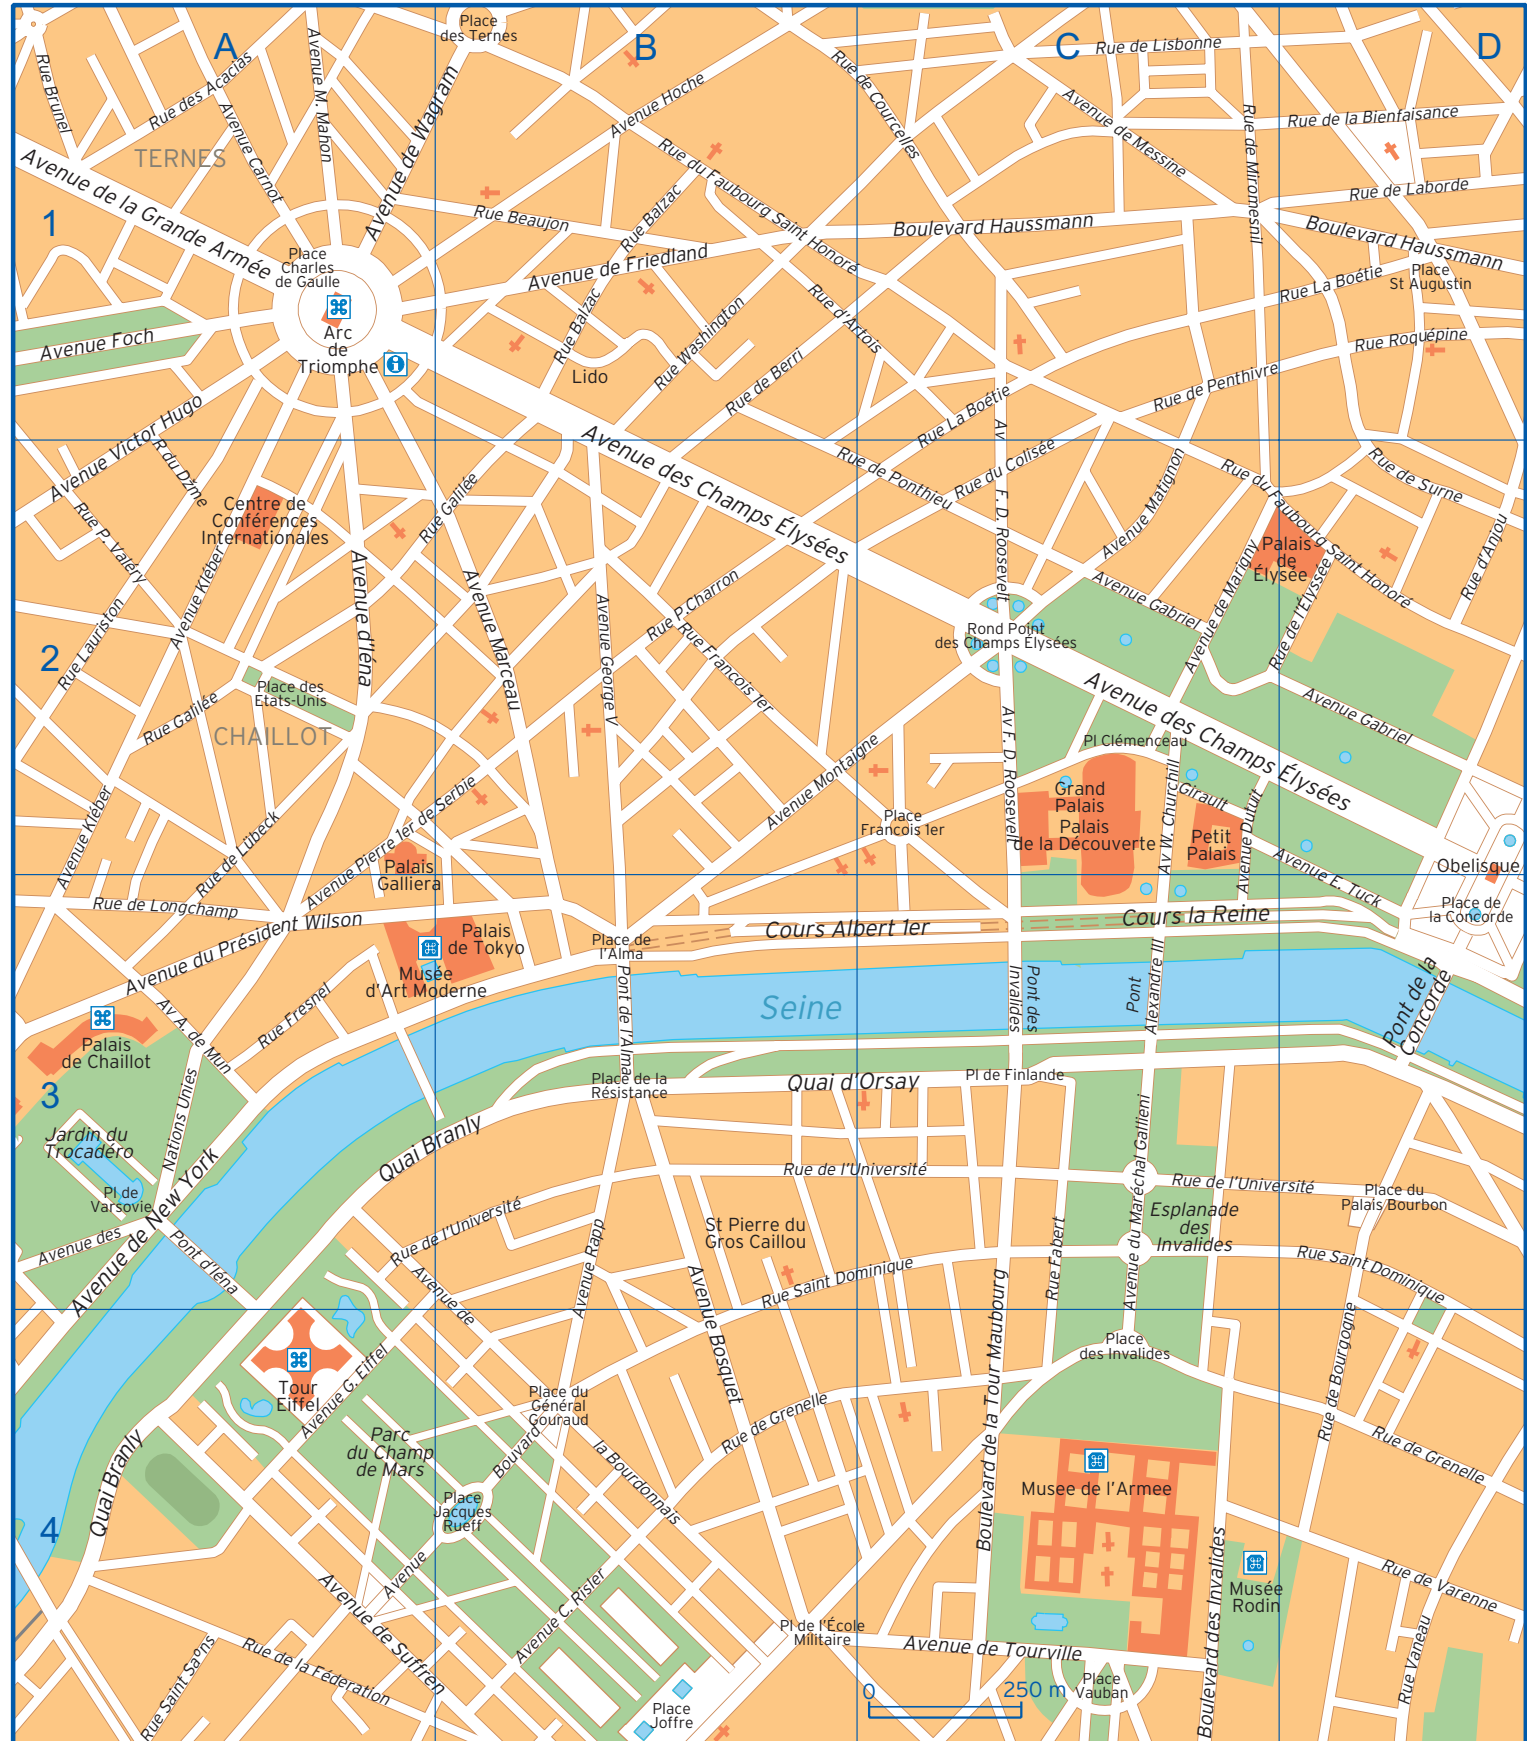 A
B
C
D
1
2
3
4
Place
des Ternes
Rue Brunel
Rue des Acacias
Avenue M. Mahon
Avenue Carnot
Avenue de Wagram
TERNES
Avenue de la Grande Armée
Avenue Hoche
Rue de Courcelles
Rue de Lisbonne
Avenue de Messine
Rue de Miromesnil
Rue de la Bienfaisance
Rue de Laborde
Rue du Faubourg Saint Honoré
Rue Beaujon
Rue Balzac
Boulevard Haussmann
Boulevard Haussmann
Place
Charles
de Gaulle
Arc
de
Triomphe
Avenue de Friedland
Rue Balzac
Rue Washington
Rue d'Artois
Rue La Boétie
Place
St Augustin
Rue Roquépine
Avenue Foch
Lido
Rue de Berri
Rue La Boétie
Rue de Penthivre
Avenue Victor Hugo
R du Džme
Avenue des Champs Élysées
Rue de Ponthieu
Rue du Colisée
Av F. D. Roosevelt
Avenue Matignon
Rue du Faubourg Saint Honoré
Rue de Surne
Rue d'Anjou
Centre de
Conférences
Internationales
Rue P. Valéry
Avenue Kléber
Rue Lauriston
Avenue d'Iéna
Rue Galilée
Avenue Marceau
Avenue George V
Rue P.Charron
Rue Francois 1er
Palais
de
Élysée
Avenue Gabriel
Avenue de Marigny
Rue de l'Elyssée
Rond Point
des Champs Élysées
Place des
Etats-Unis
Rue Galilée
CHAILLOT
Avenue des Champs Élysées
Avenue Gabriel
Av F. D. Roosevelt
Pl Clémenceau
Avenue Montaigne
Grand
Palais
Palais
de la Découverte
Av W. Churchill
Girault
Petit
Palais
Avenue Dutuit
Avenue E. Tuck
Obelisque
Place
Francois 1er
Avenue Kléber
Rue de Lübeck
Avenue Pierre 1er de Serbie
Palais
Galliera
Rue de Longchamp
Avenue du Président Wilson
Palais
de Tokyo
Musée
d'Art Moderne
Place de
l'Alma
Cours Albert 1er
Cours la Reine
Place de
la Concorde
Pont de l'Alma
Seine
Pont des
Invalides
Pont
Alexandre III
Pont de la
Concorde
Palais
de Chaillot
Av A. de Mun
Rue Fresnel
Nations Unies
Jardin du
Trocadéro
Pl de
Varsovie
Avenue des
Avenue de New York
Pont d'Iéna
Quai Branly
Place de la
Résistance
Quai d'Orsay
Pl de Finlande
Rue de l'Université
Rue de l'Université
Rue de l'Université
Avenue du Maréchal Gallieni
Esplanade
des
Invalides
Place du
Palais Bourbon
Rue Saint Dominique
St Pierre du
Gros Caillou
Rue Saint Dominique
Avenue Rapp
Avenue Bosquet
Rue Fabert
Avenue de
la Bourdonnais
Tour
Eiffel
Avenue G. Eiffel
Place
des Invalides
Boulevard de la Tour Maubourg
Rue de Bourgogne
Rue de Grenelle
Rue de Grenelle
Place du
Général
Gouraud
Bouvard
Parc
du Champ
de Mars
Place
Jacques
Rueff
Avenue
Quai Branly
Musee de l'Armee
Musée
Rodin
Rue de Varenne
Rue Vaneau
Boulevard des Invalides
Avenue C. Risler
Avenue de Suffren
Rue de la Féderation
Rue Saint Saºns
Pl de l'École
Militaire
Avenue de Tourville
Place
Vauban
Place
Joffre
0 250 m